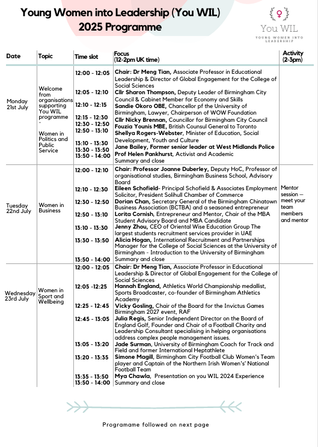 Young Women into Leadership (You WIL)
2025 Programme
You WIL
YOUNG WOMEN INTO LEADERSHIP
Date
Topic
Time slot
Focus
(12-2pm UK time)
Activity
(2-3pm)
Monday
21st July
Welcome
from
organisations
supporting
You WIL
programme
Women in
Politics and
Public
Service
12:00 - 12:05 Chair: Dr Meng Tian, Associate Professor in Educational
Leadership & Director of Global Engagement for the College of
Social Sciences
12:05 - 12:10 Cllr Sharon Thompson, Deputy Leader of Birmingham City
Council & Cabinet Member for Economy and Skills
12:10 - 12:15 Sandie Okoro OBE, Chancellor of the University of
Birmingham, Lawyer, Chairperson of WOW Foundation
12:15 - 12:30 Cllr Nicky Brennan, Councillor for Birmingham City Council
12:30 - 12:50 Fouzia Younis MBE, British Counsel General to Toronto
12:50 - 13:10 Shellya Rogers-Webster, Minister of Education, Social
Development, Youth and Culture
13:10 - 13:30 Jane Bailey, Former senior leader at West Midlands Police
13:30 - 13:50 Prof Helen Pankhurst, Activist and Academic
13:50 - 14:00 Summary and close
Tuesday
22nd July
Women in
Business
12:00 - 12:10 Chair: Professor Joanne Duberley, Deputy HoC, Professor of
organisational studies, Birmingham Business School, Advisory
Board
12:10 - 12:30 Eileen Schofield- Principal Schofield & Associates Employment
Solicitor, President Solihull Chamber of Commerce
12:30 - 12:50 Dorian Chan, Secretary General of the Birmingham Chinatown
Business Association (BCTBA) and a seasoned entrepreneur
12:50 - 13:10 Lorita Cornish, Entrepreneur and Mentor, Chair of the MBA
Student Advisory Board and MBA Candidate
13:10 - 13:30 Jenny Zhou, CEO of Oriental Wise Education Group The
largest students recruitment services provider in UAE
13:30 - 13:50 Alicia Hogan, International Recruitment and Partnerships
Manager for the College of Social Sciences at the University of
Birmingham - Introduction to the University of Birmingham
13:50 - 14:00 Summary and close
Mentor
session –
meet your
team
members
and mentor
Wednesday
23rd July
Women in
Sport and
Wellbeing
12:00 - 12:05 Chair: Dr Meng Tian, Associate Professor in Educational
Leadership & Director of Global Engagement for the College of
Social Sciences
12:05 -12:25 Hannah England, Athletics World Championship medallist,
Sports Broadcaster, co-founder of Birmingham Athletics
Academy
12:25 - 12:45 Vicky Gosling, Chair of the Board for the Invictus Games
Birmingham 2027 event, RAF
12:45 - 13:05 Julia Regis, Senior Independent Director on the Board of
England Golf, Founder and Chair of a Football Charity and
Leadership Consultant specialising in helping organisations
address complex people management issues.
13:05 - 13:20 Jade Surman, University of Birmingham Coach for Track and
Field and former International Heptathlete
13:20 - 13:35 Simone Magill, Birmingham City Football Club Women's Team
player and Captain of the Northern Irish Women's' National
Football Team
13:35 - 13:50 Mya Chawla, Presentation on you WIL 2024 Experience
13:50 - 14:00 Summary and close
Programame followed on next page